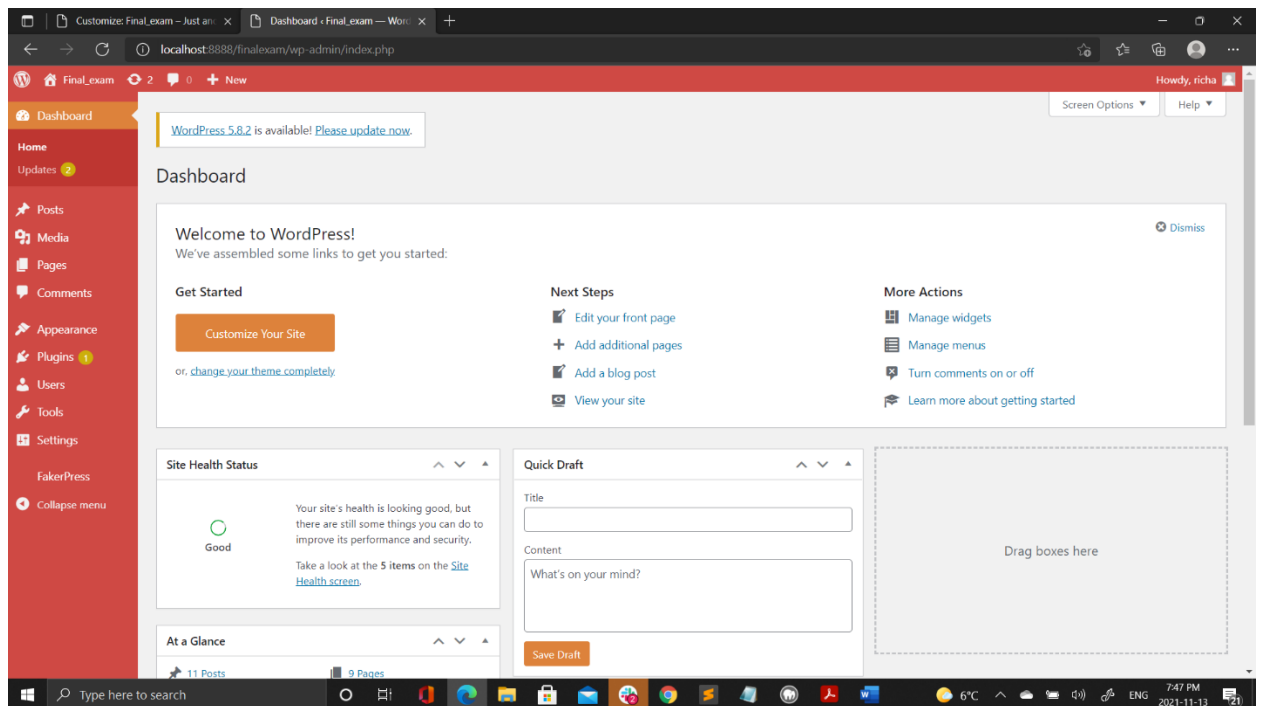 Customize: Final_exam – Just an
Dashboard ‹ Final_exam — Word
localhost:8888/finalexam/wp-admin/index.php
Final_exam 2 0 New
Howdy, richa
Screen Options
Help
Dashboard
Home
Updates 2
Posts
Media
Pages
Comments
Appearance
Plugins 1
Users
Tools
Settings
FakerPress
Collapse menu
WordPress 5.8.2 is available! Please update now.
Dashboard
Welcome to WordPress!
Dismiss
We've assembled some links to get you started:
Get Started
Customize Your Site
or, change your theme completely
Next Steps
Edit your front page
Add additional pages
Add a blog post
View your site
More Actions
Manage widgets
Manage menus
Turn comments on or off
Learn more about getting started
Site Health Status
Good
Your site's health is looking good, but
there are still some things you can do to
improve its performance and security.
Take a look at the 5 items on the Site
Health screen.
At a Glance
11 Posts
9 Pages
Quick Draft
Title
Content
What's on your mind?
Save Draft
Drag boxes here
Type here to search
6°C
ENG
7:47 PM
2021-11-13
21